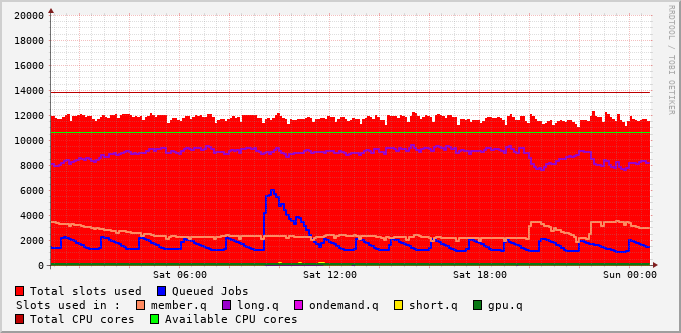 RRDTOOL / TOBI OETIKER
20000
18000
16000
14000
12000
10000
8000
6000
4000
2000
0
Sat 06:00 Sat 12:00 Sat 18:00 Sun 00:00
Total slots used Queued Jobs
Slots used in : member.q long.q ondemand.q short.q gpu.q
Total CPU cores Available CPU cores